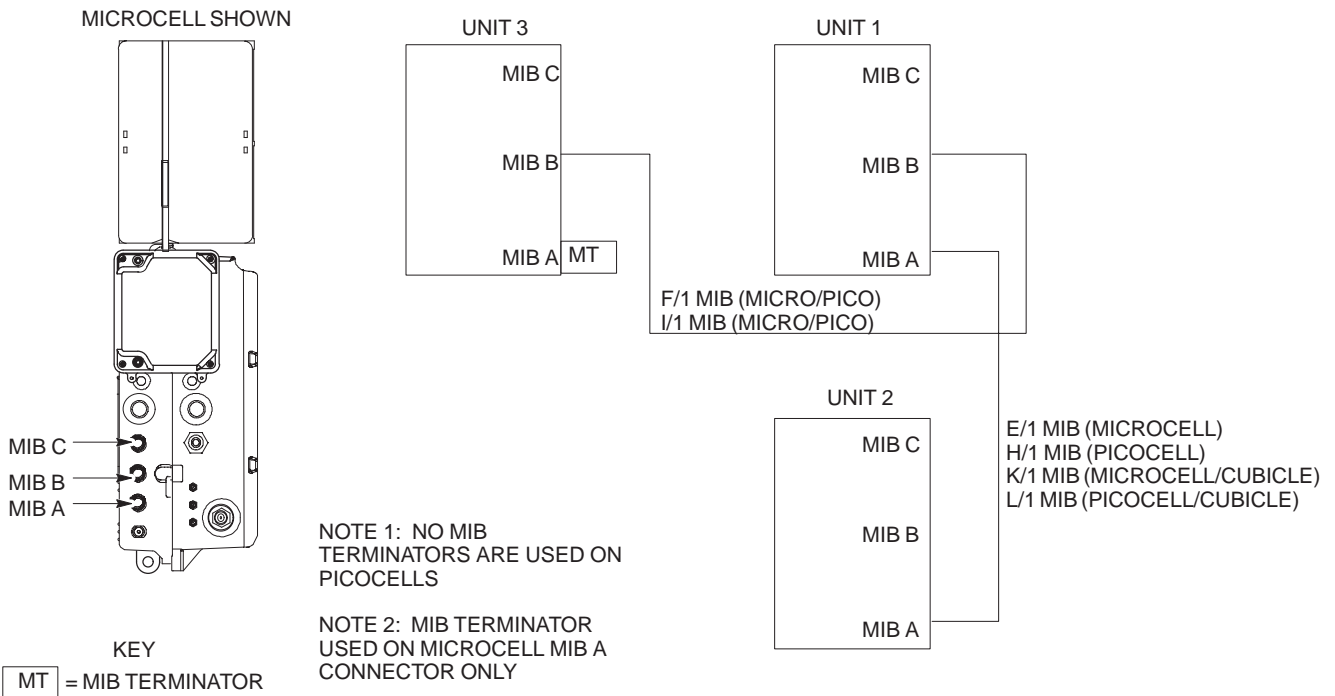 MICROCELL SHOWN
MIB C
MIB B
MIB A
KEY
MT = MIB TERMINATOR
NOTE 1: NO MIB
TERMINATORS ARE USED ON
PICOCELLS
NOTE 2: MIB TERMINATOR
USED ON MICROCELL MIB A
CONNECTOR ONLY
UNIT 3
MIB C
MIB B
MIB A
MT
F/1 MIB (MICRO/PICO)
I/1 MIB (MICRO/PICO)
UNIT 1
MIB C
MIB B
MIB A
UNIT 2
MIB C
MIB B
MIB A
E/1 MIB (MICROCELL)
H/1 MIB (PICOCELL)
K/1 MIB (MICROCELL/CUBICLE)
L/1 MIB (PICOCELL/CUBICLE)